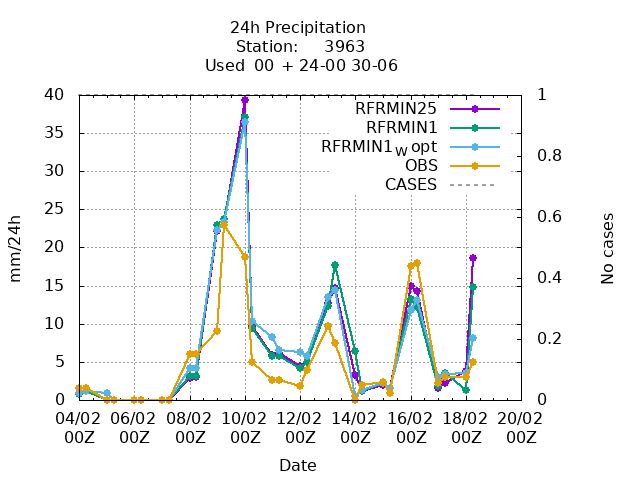 24h Precipitation
Station: 3963
Used 00 + 24-00 30-06
RFRMIN25
RFRMIN1
RFRMIN1w opt
OBS
CASES
mm/24h
40
35
30
25
20
15
10
5
0
No cases
1
0.8
0.6
0.4
0.2
0
04/02 06/02 08/02 10/02 12/02 14/02 16/02 18/02 20/02
00Z 00Z 00Z 00Z 00Z 00Z 00Z 00Z 00Z
Date